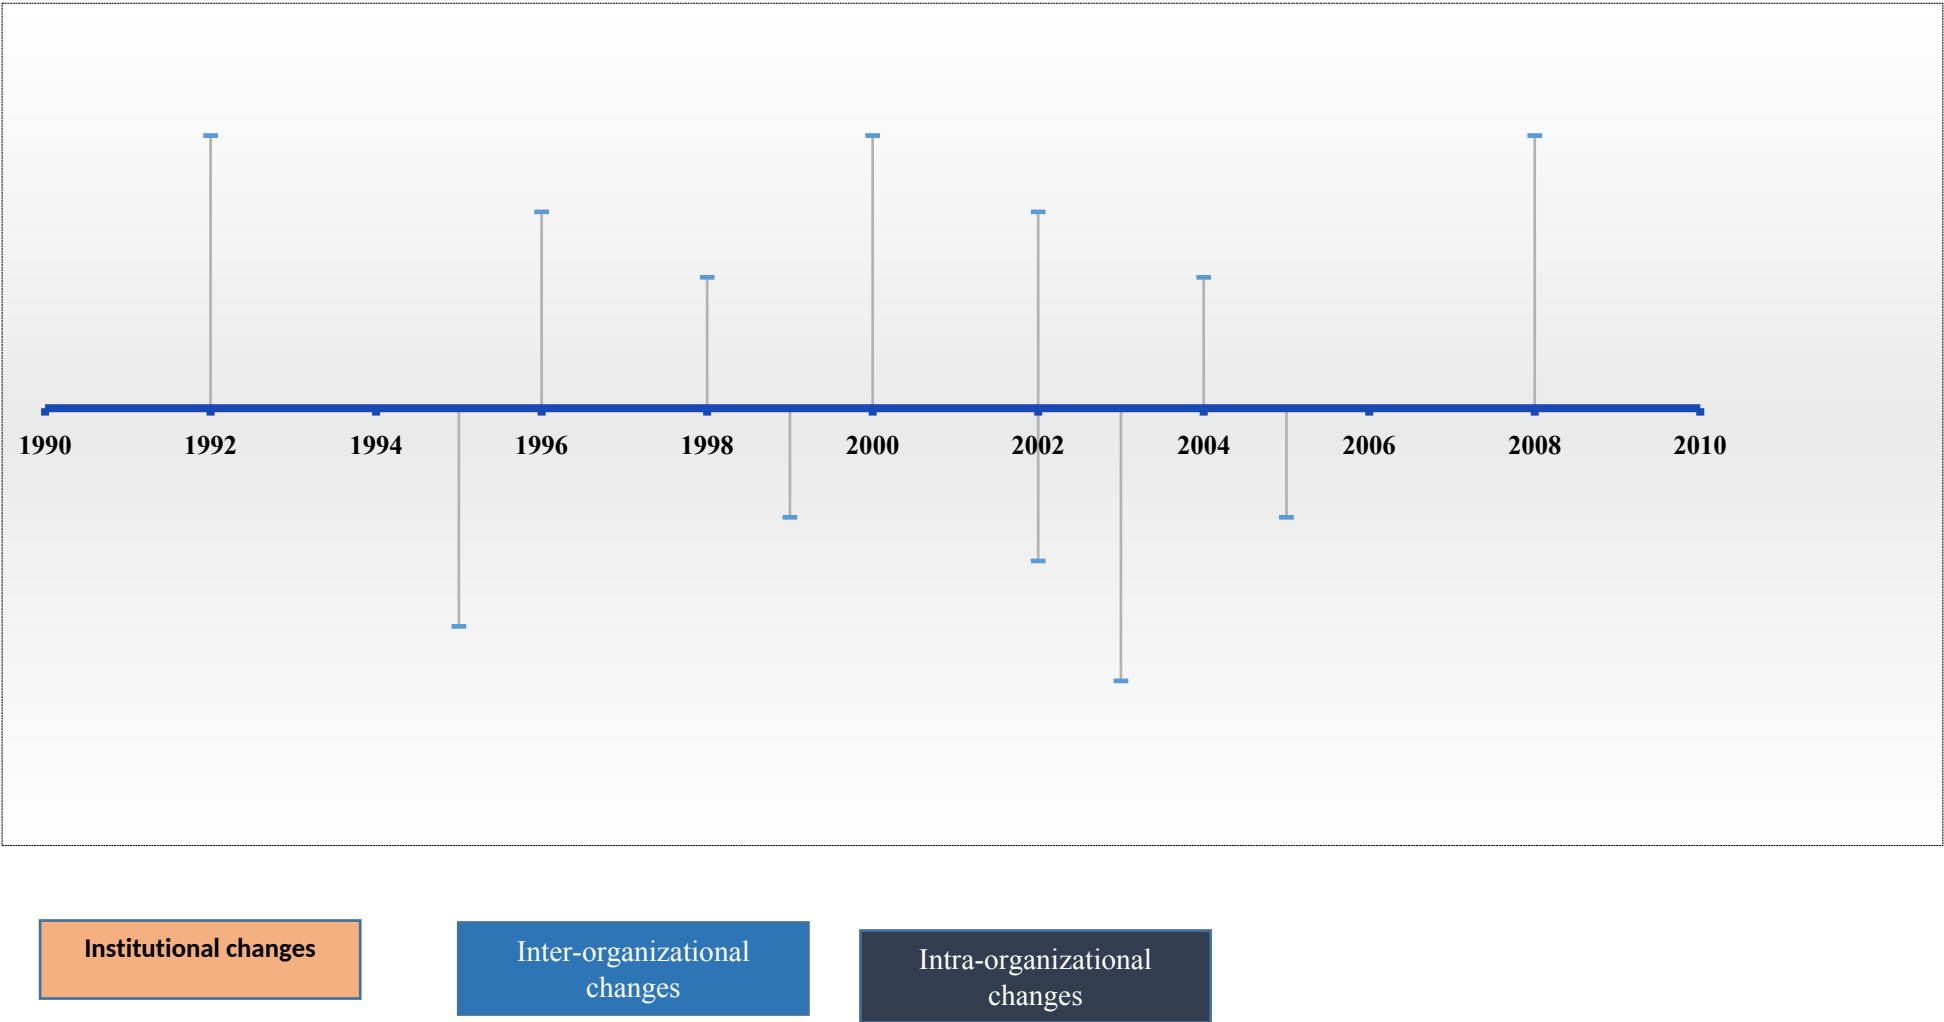 1990 1992 1994 1996 1998 2000 2002 2004 2006 2008 2010
Institutional changes
Inter-organizational
changes
Intra-organizational
changes